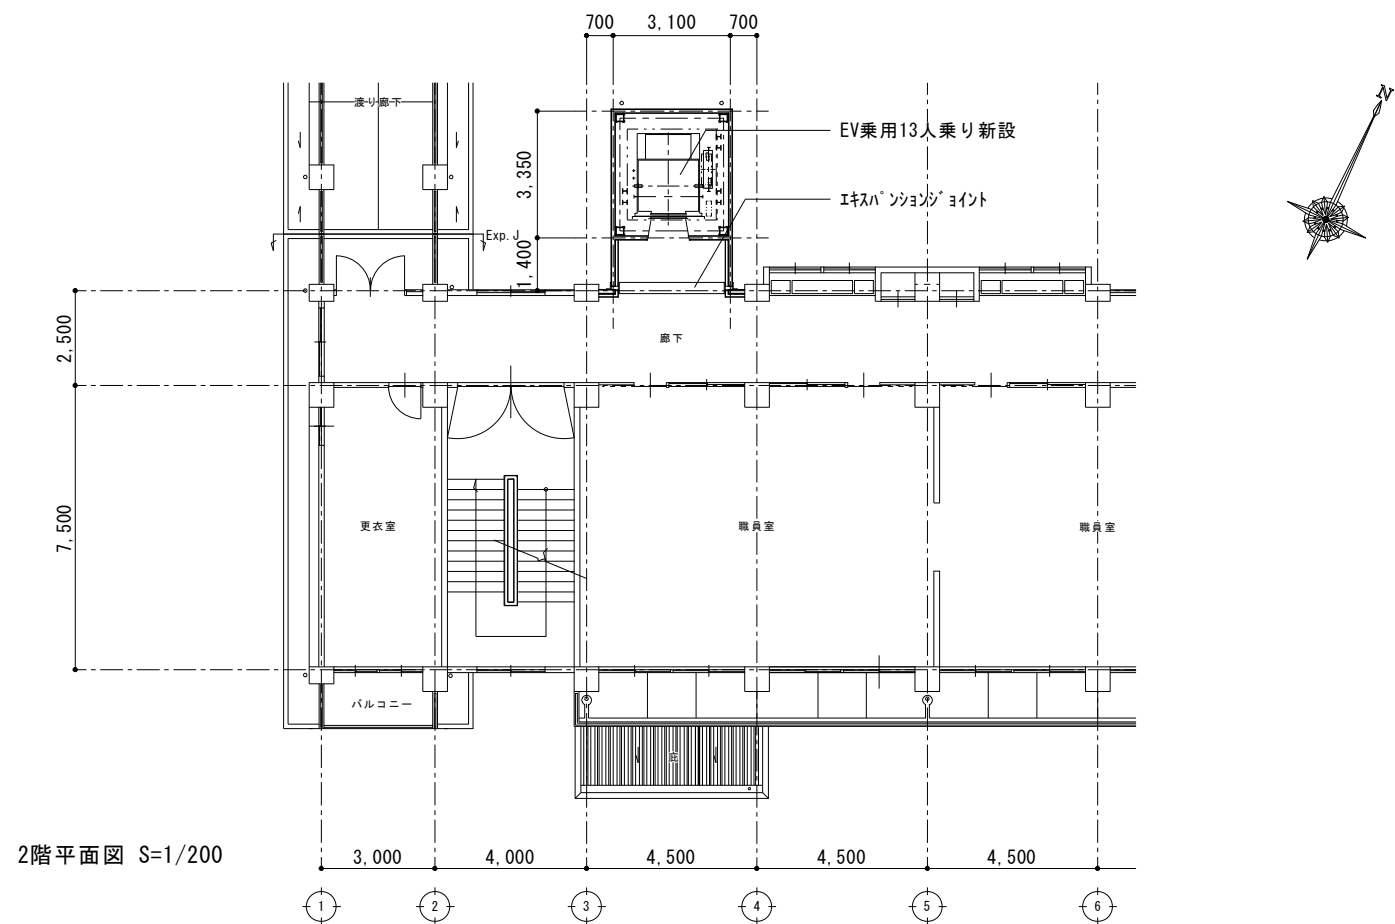 700 3,100 700
N
渡り廊下
EV乗用13人乗り新設
3,350
エキスパンションジョイント
Exp.J
1,400
2,500
廊下
7,500
更衣室
職員室
職員室
バルコニー
庇
2階平面図 S=1/200
3,000 4,000 4,500 4,500 4,500
1 2 3 4 5 6